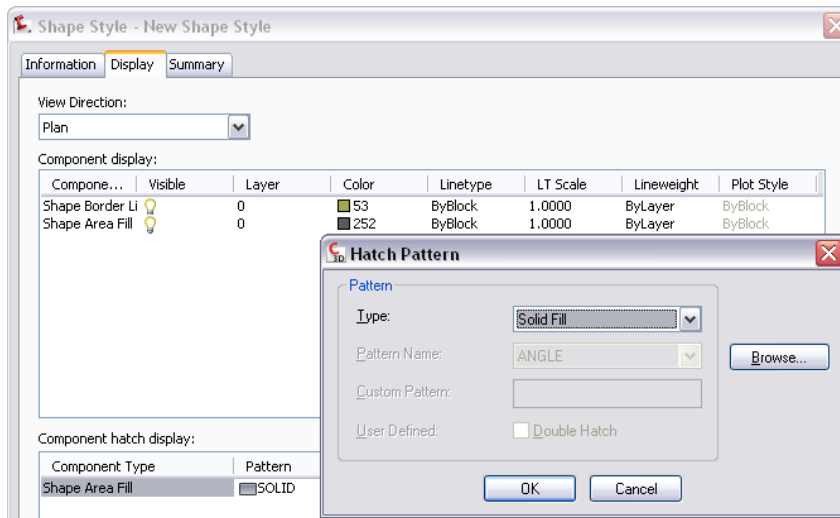 Shape Style - New Shape Style
Information Display Summary
View Direction:
Plan
Component display:
Compone... Visible Layer Color Linetype LT Scale Lineweight Plot Style
Shape Border Li 0 53 ByBlock 1.0000 ByLayer ByBlock
Shape Area Fill 0 252 ByBlock 1.0000 ByLayer ByBlock
Component hatch display:
Component Type Pattern
Shape Area Fill SOLID
Hatch Pattern
Pattern
Type: Solid Fill
Pattern Name: ANGLE Browse...
Custom Pattern:
User Defined: Double Hatch
OK Cancel